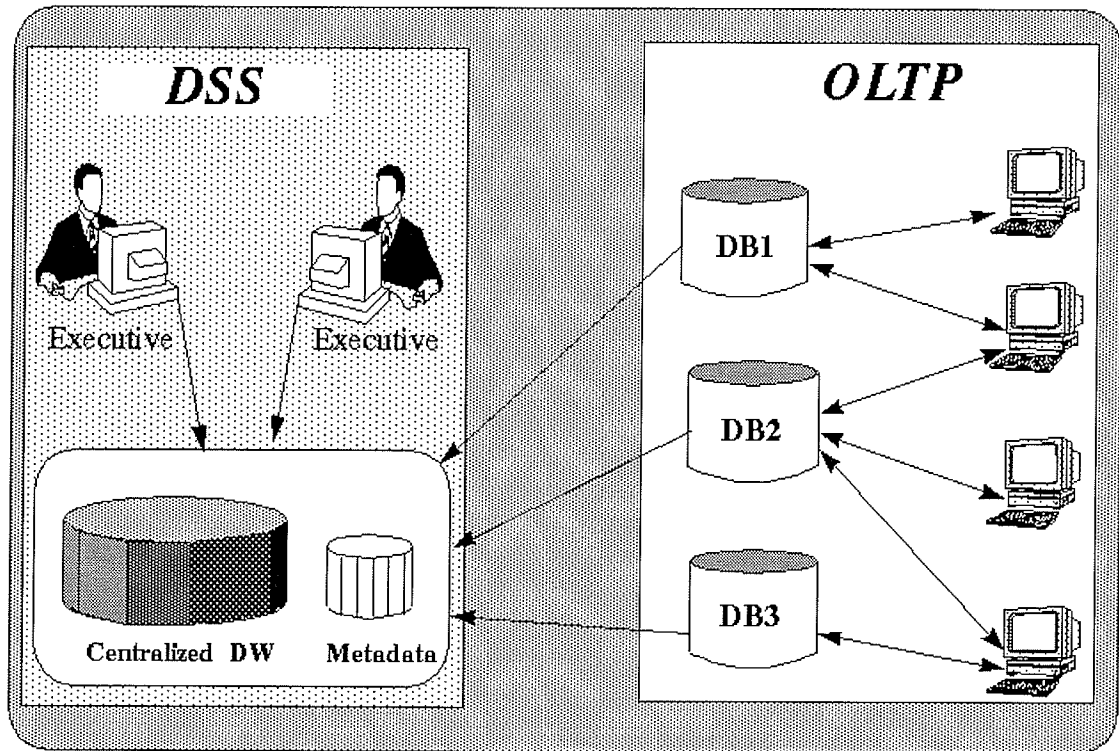 DSS
Executive
Executive
Centralized DW
Metadata
OLTP
DB1
DB2
DB3